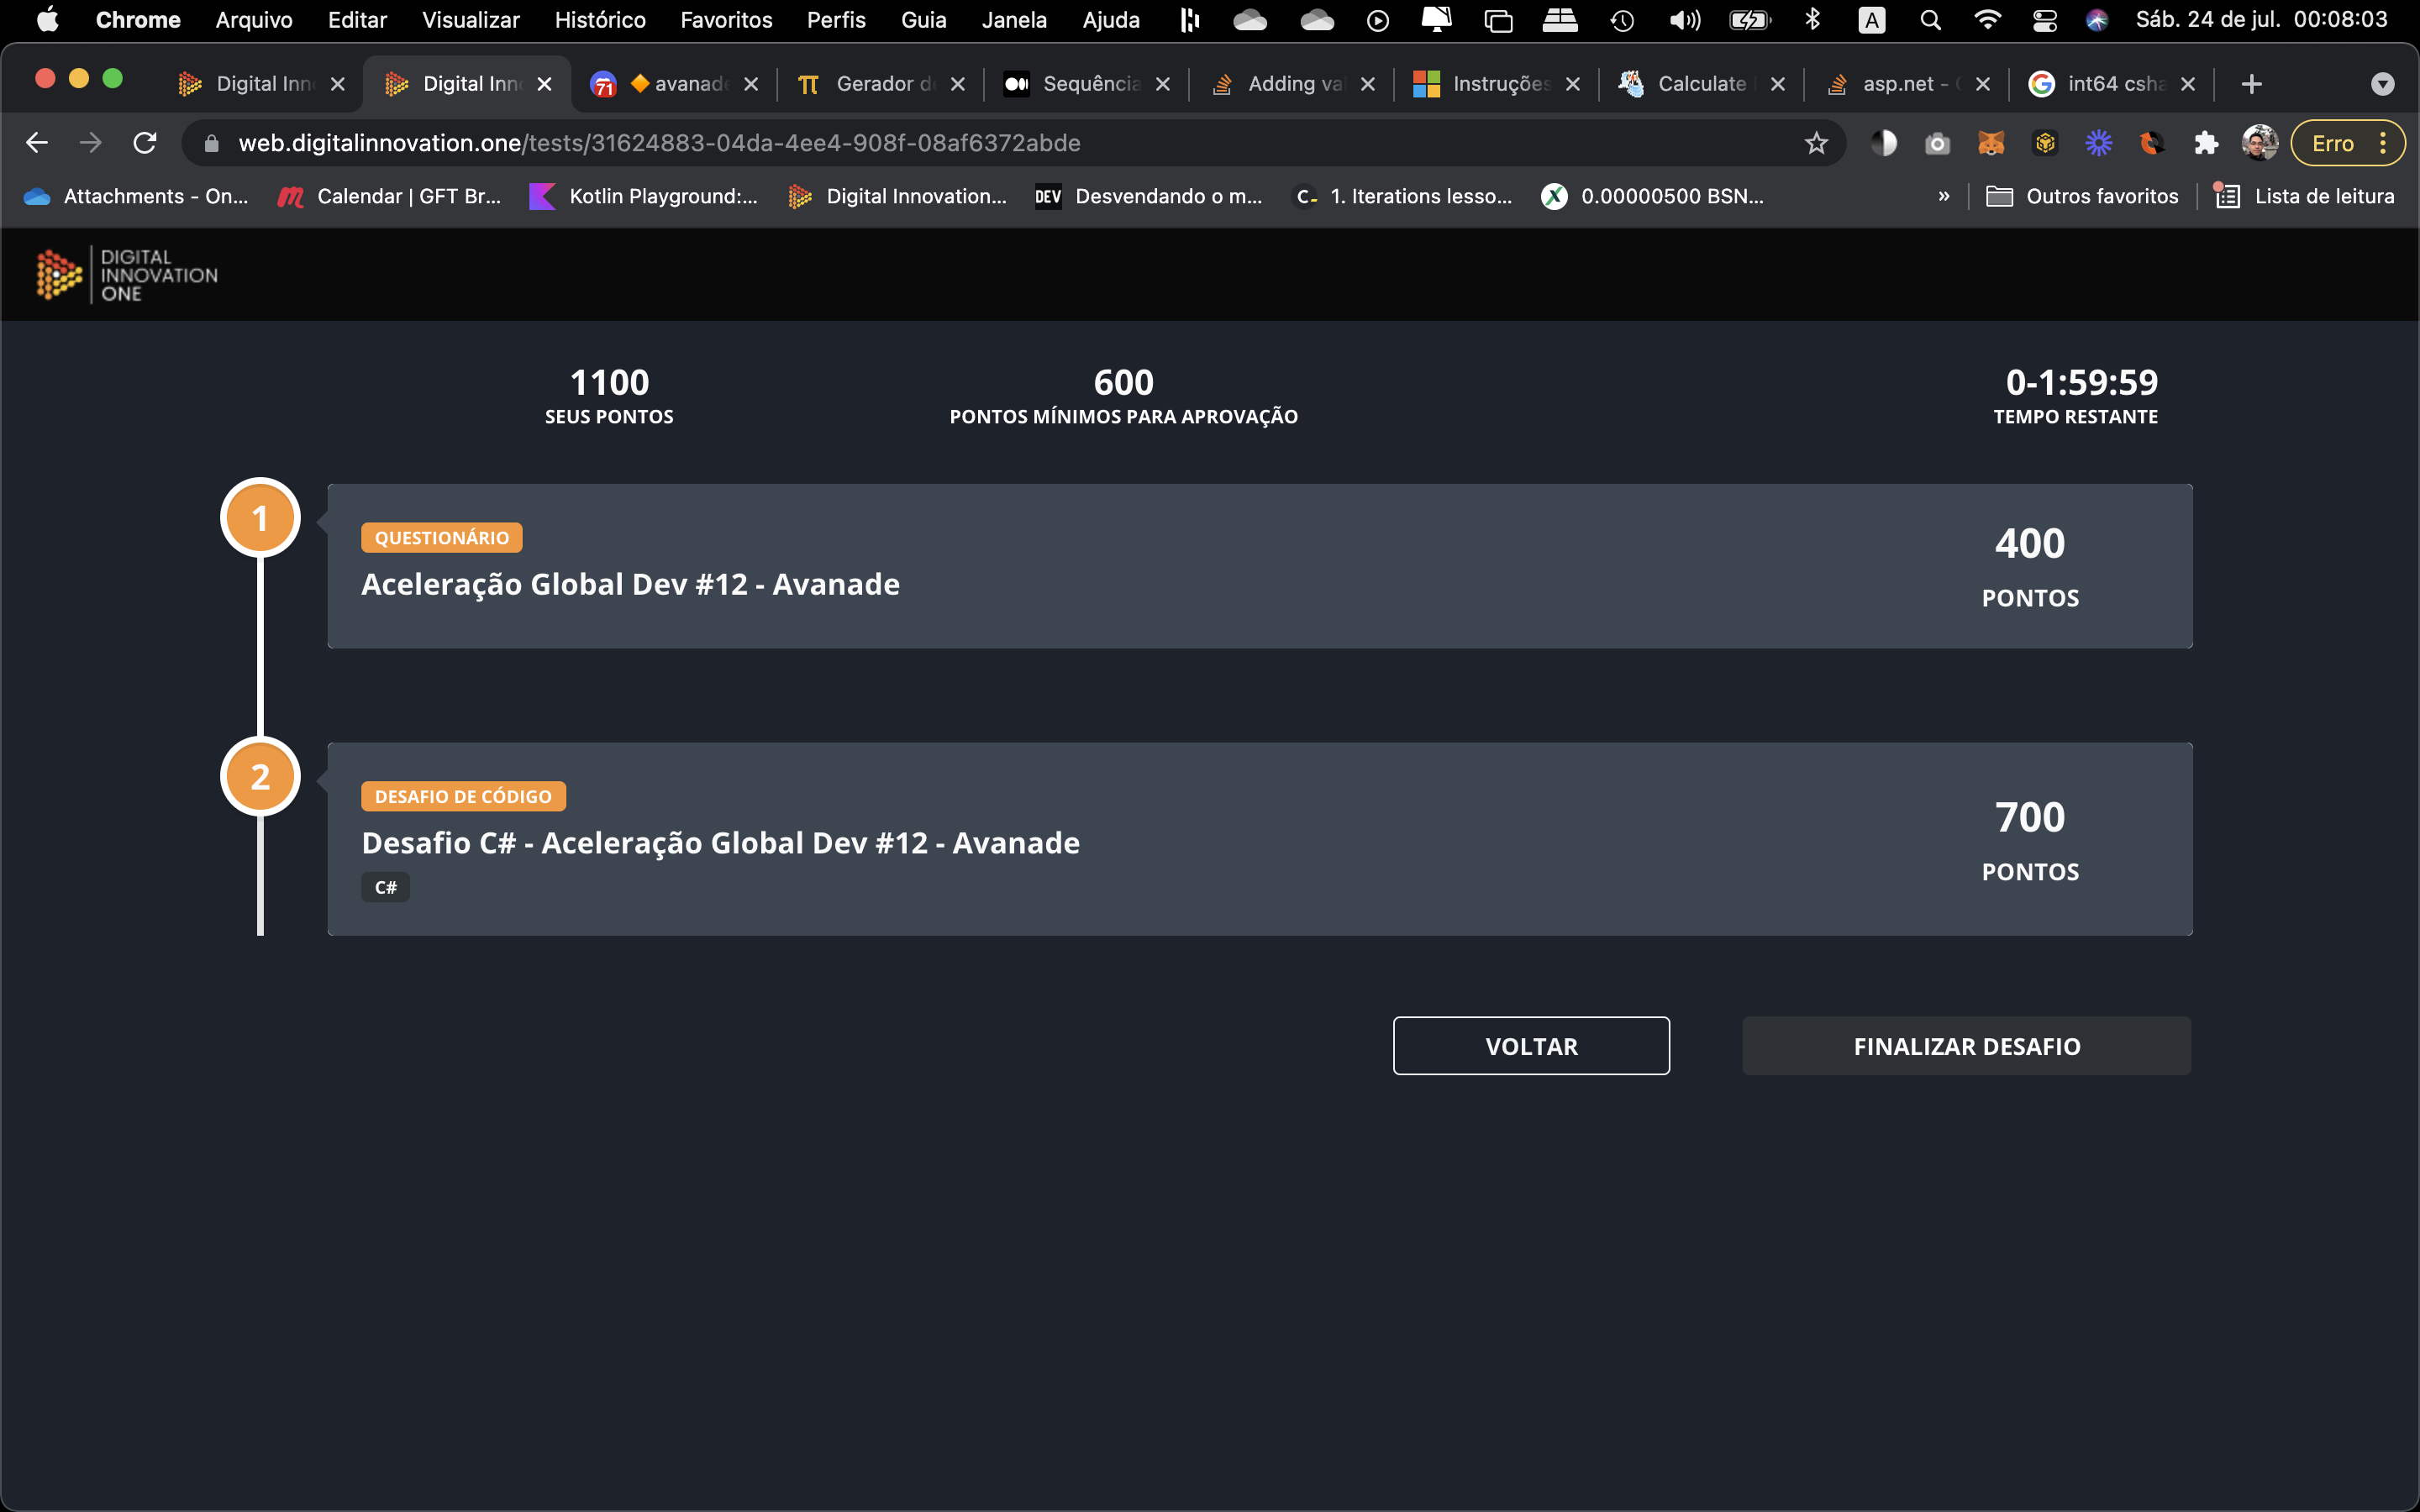 Chrome Arquivo Editar Visualizar Histórico Favoritos Perfis Guia Janela Ajuda A Sáb. 24 de jul. 00:08:03
Digital Inn Digital Inn 71 avanade Gerador d Sequência Adding va Instruções Calculate asp.net - int64 csha
web.digitalinnovation.one/tests/31624883-04da-4ee4-908f-08af6372abde Erro
Attachments - On... Calendar | GFT Br... Kotlin Playground:... Digital Innovation... DEV Desvendando o m... C 1. Iterations lesso... X 0.00000500 BSN... » Outros favoritos Lista de leitura
DIGITAL
INNOVATION
ONE
1100 600 0-1:59:59
SEUS PONTOS PONTOS MÍNIMOS PARA APROVAÇÃO TEMPO RESTANTE
1
QUESTIONÁRIO
Aceleração Global Dev #12 - Avanade
400
PONTOS
2
DESAFIO DE CÓDIGO
Desafio C# - Aceleração Global Dev #12 - Avanade
C#
700
PONTOS
VOLTAR FINALIZAR DESAFIO